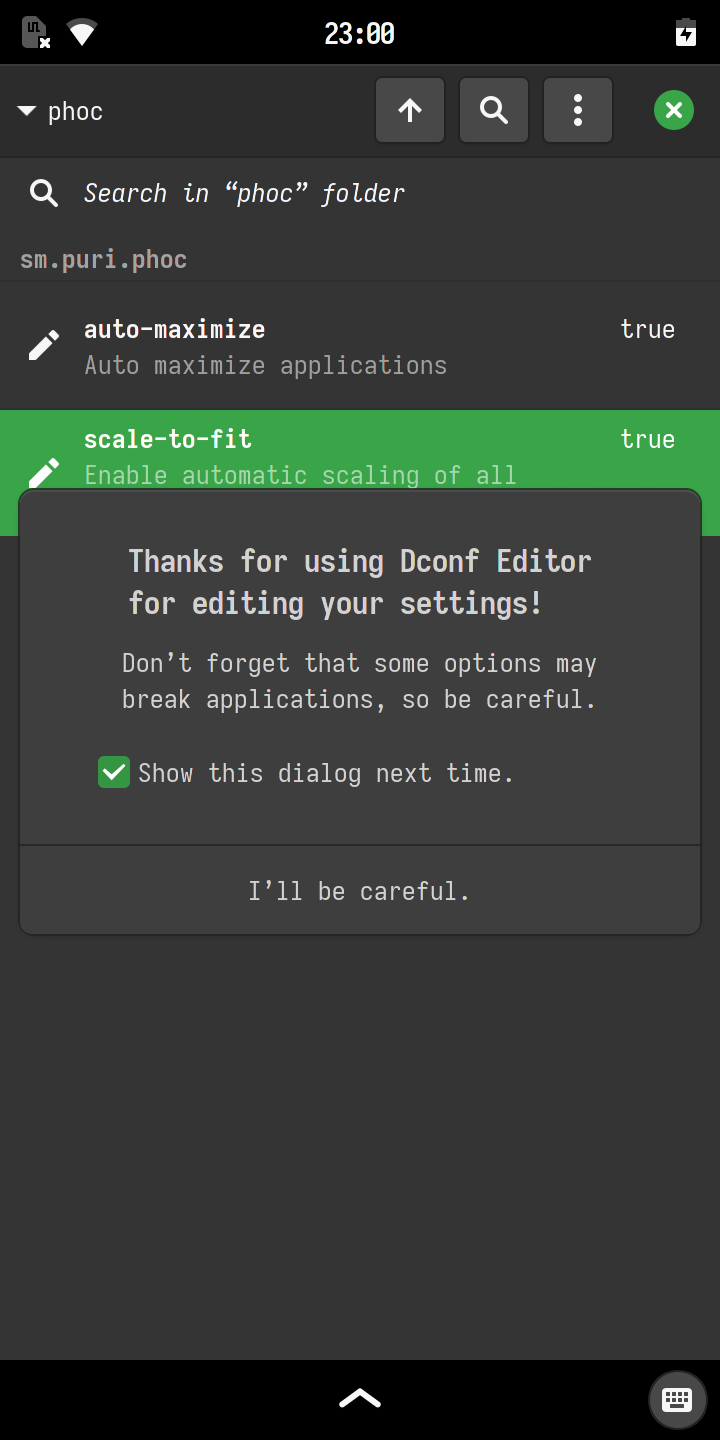 23:00
phoc
Search in “phoc” folder
sm.puri.phoc
auto-maximize true
Auto maximize applications
scale-to-fit true
Enable automatic scaling of all
Thanks for using Dconf Editor
for editing your settings!
Don’t forget that some options may
break applications, so be careful.
Show this dialog next time.
I’ll be careful.